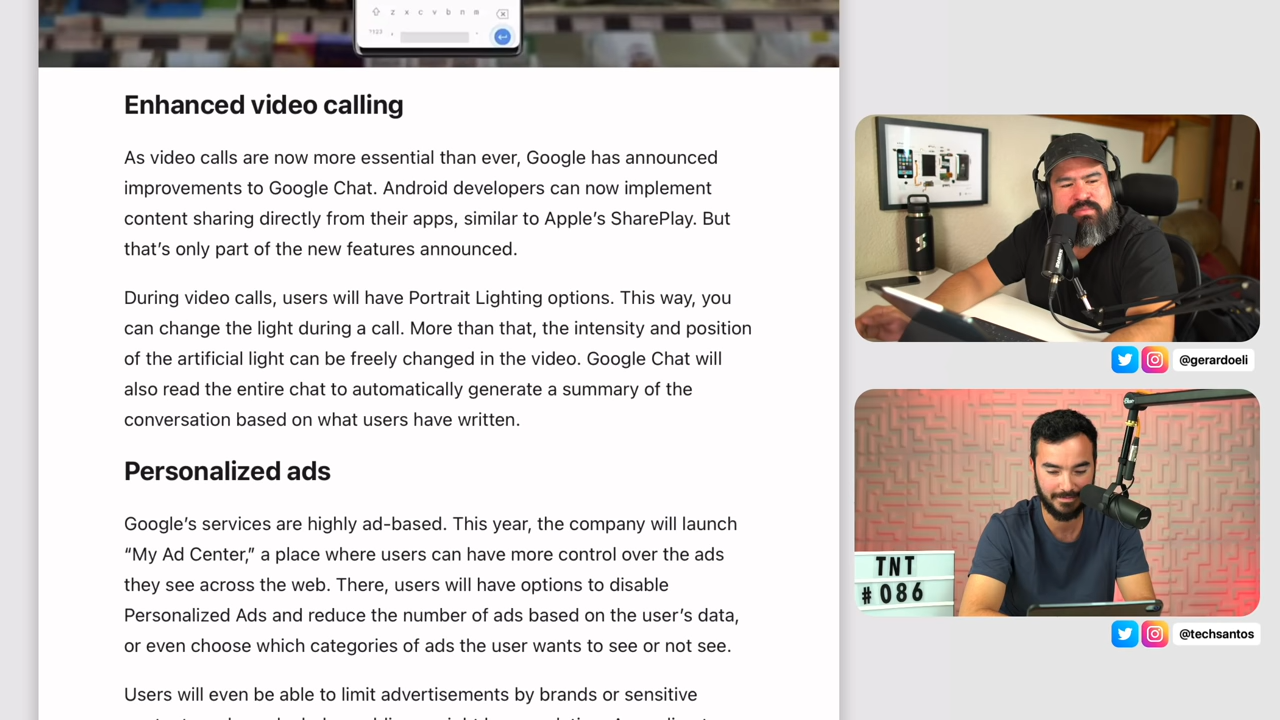 z x c v b n m
?123
Enhanced video calling
As video calls are now more essential than ever, Google has announced
improvements to Google Chat. Android developers can now implement
content sharing directly from their apps, similar to Apple’s SharePlay. But
that’s only part of the new features announced.
During video calls, users will have Portrait Lighting options. This way, you
can change the light during a call. More than that, the intensity and position
of the artificial light can be freely changed in the video. Google Chat will
also read the entire chat to automatically generate a summary of the
conversation based on what users have written.
Personalized ads
Google’s services are highly ad-based. This year, the company will launch
“My Ad Center,” a place where users can have more control over the ads
they see across the web. There, users will have options to disable
Personalized Ads and reduce the number of ads based on the user’s data,
or even choose which categories of ads the user wants to see or not see.
Users will even be able to limit advertisements by brands or sensitive
@gerardoeli
TNT
#086
@techsantos